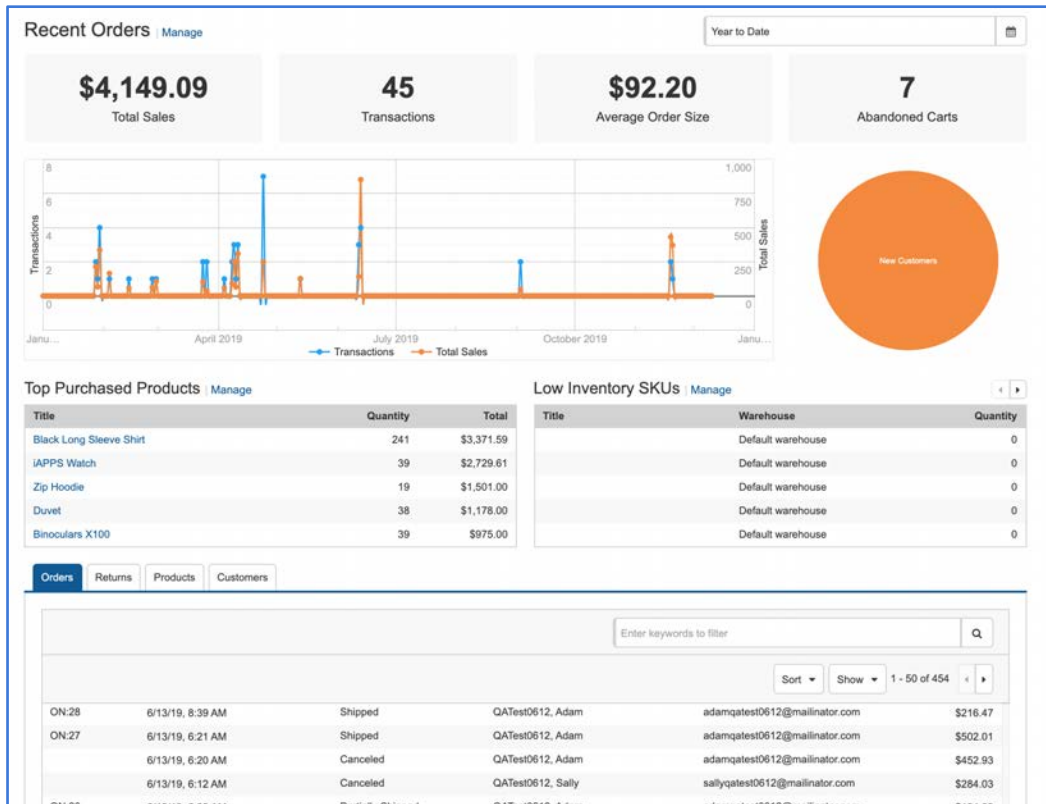 Recent Orders | Manage
Year to Date
$4,149.09
Total Sales
45
Transactions
$92.20
Average Order Size
7
Abandoned Carts
8
6
4
2
0
Transactions
1,000
750
500
250
0
Total Sales
Janu...
April 2019
July 2019
October 2019
Janu...
Transactions Total Sales
New Customers
Top Purchased Products | Manage
Title Quantity Total
Black Long Sleeve Shirt 241 $3,371.59
iAPPS Watch 39 $2,729.61
Zip Hoodie 19 $1,501.00
Duvet 38 $1,178.00
Binoculars X100 39 $975.00
Low Inventory SKUs | Manage
Title Warehouse Quantity
Default warehouse 0
Default warehouse 0
Default warehouse 0
Default warehouse 0
Default warehouse 0
Orders Returns Products Customers
Enter keywords to filter
Sort Show 1 - 50 of 454
ON:28 6/13/19, 8:39 AM Shipped QATest0612, Adam adamqatest0612@mailinator.com $216.47
ON:27 6/13/19, 6:21 AM Shipped QATest0612, Adam adamqatest0612@mailinator.com $502.01
6/13/19, 6:20 AM Canceled QATest0612, Adam adamqatest0612@mailinator.com $452.93
6/13/19, 6:12 AM Canceled QATest0612, Sally sallyqatest0612@mailinator.com $284.03